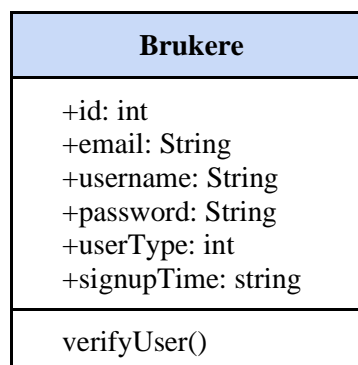 Brukere
+id: int
+email: String
+username: String
+password: String
+userType: int
+signupTime: string
verifyUser()